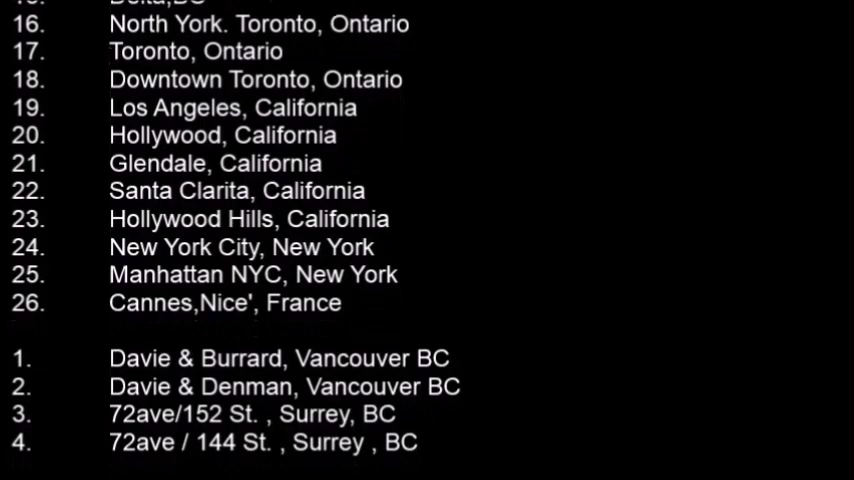 15. Delta,BC
16. North York. Toronto, Ontario
17. Toronto, Ontario
18. Downtown Toronto, Ontario
19. Los Angeles, California
20. Hollywood, California
21. Glendale, California
22. Santa Clarita, California
23. Hollywood Hills, California
24. New York City, New York
25. Manhattan NYC, New York
26. Cannes,Nice', France
1. Davie & Burrard, Vancouver BC
2. Davie & Denman, Vancouver BC
3. 72ave/152 St. , Surrey, BC
4. 72ave / 144 St. , Surrey , BC